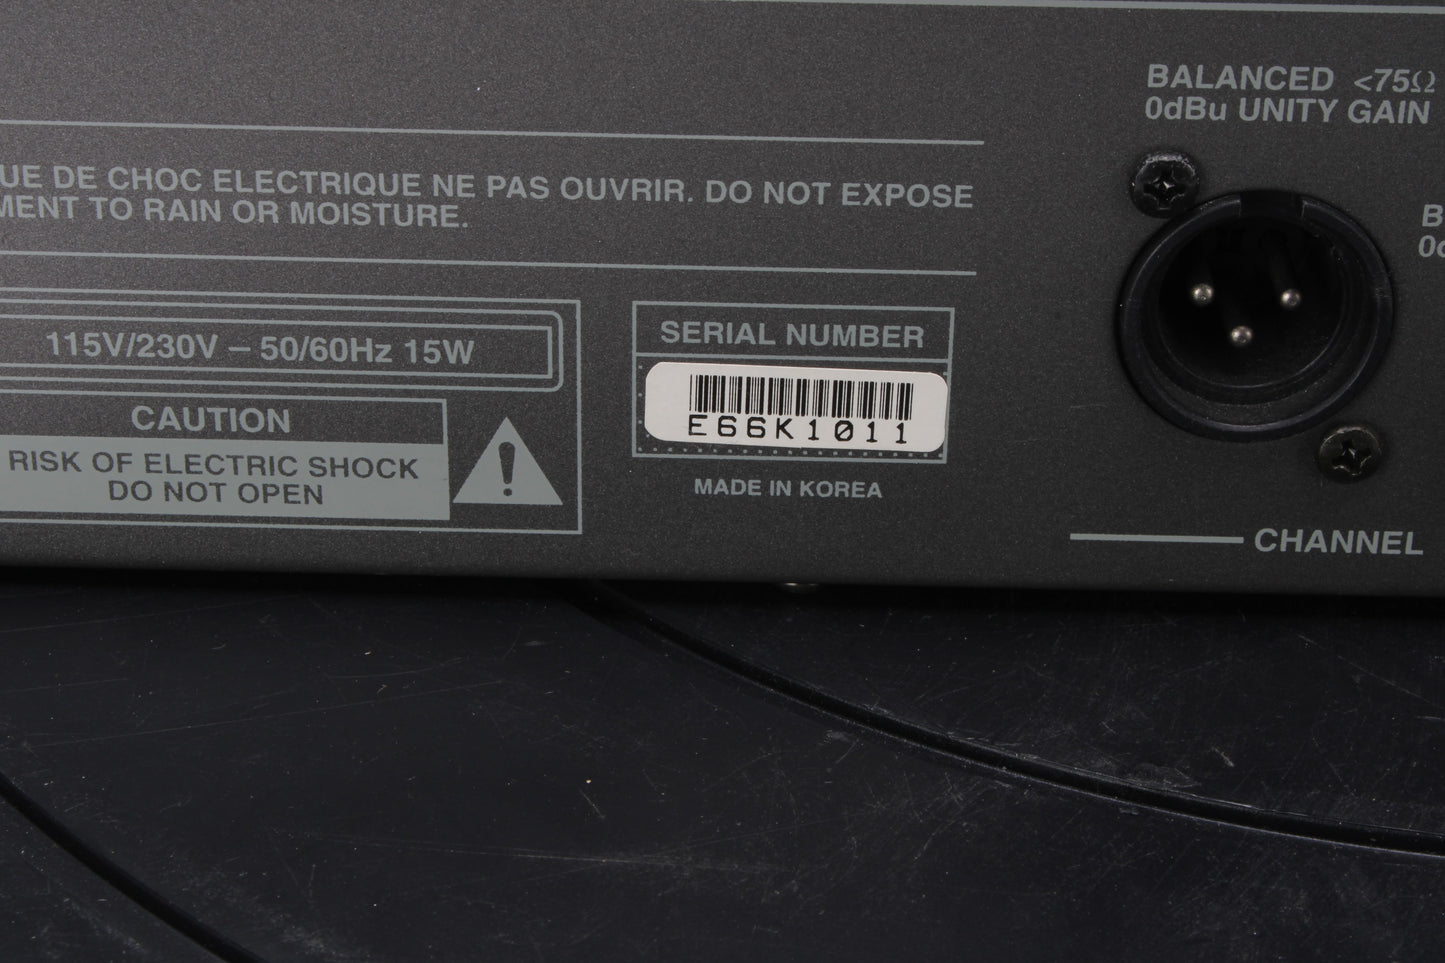 BALANCED <75Ω
0dBu UNITY GAIN
UE DE CHOC ELECTRIQUE NE PAS OUVRIR. DO NOT EXPOSE
MENT TO RAIN OR MOISTURE.
115V/230V – 50/60Hz 15W
CAUTION
RISK OF ELECTRIC SHOCK
DO NOT OPEN
SERIAL NUMBER
E66K1011
MADE IN KOREA
CHANNEL